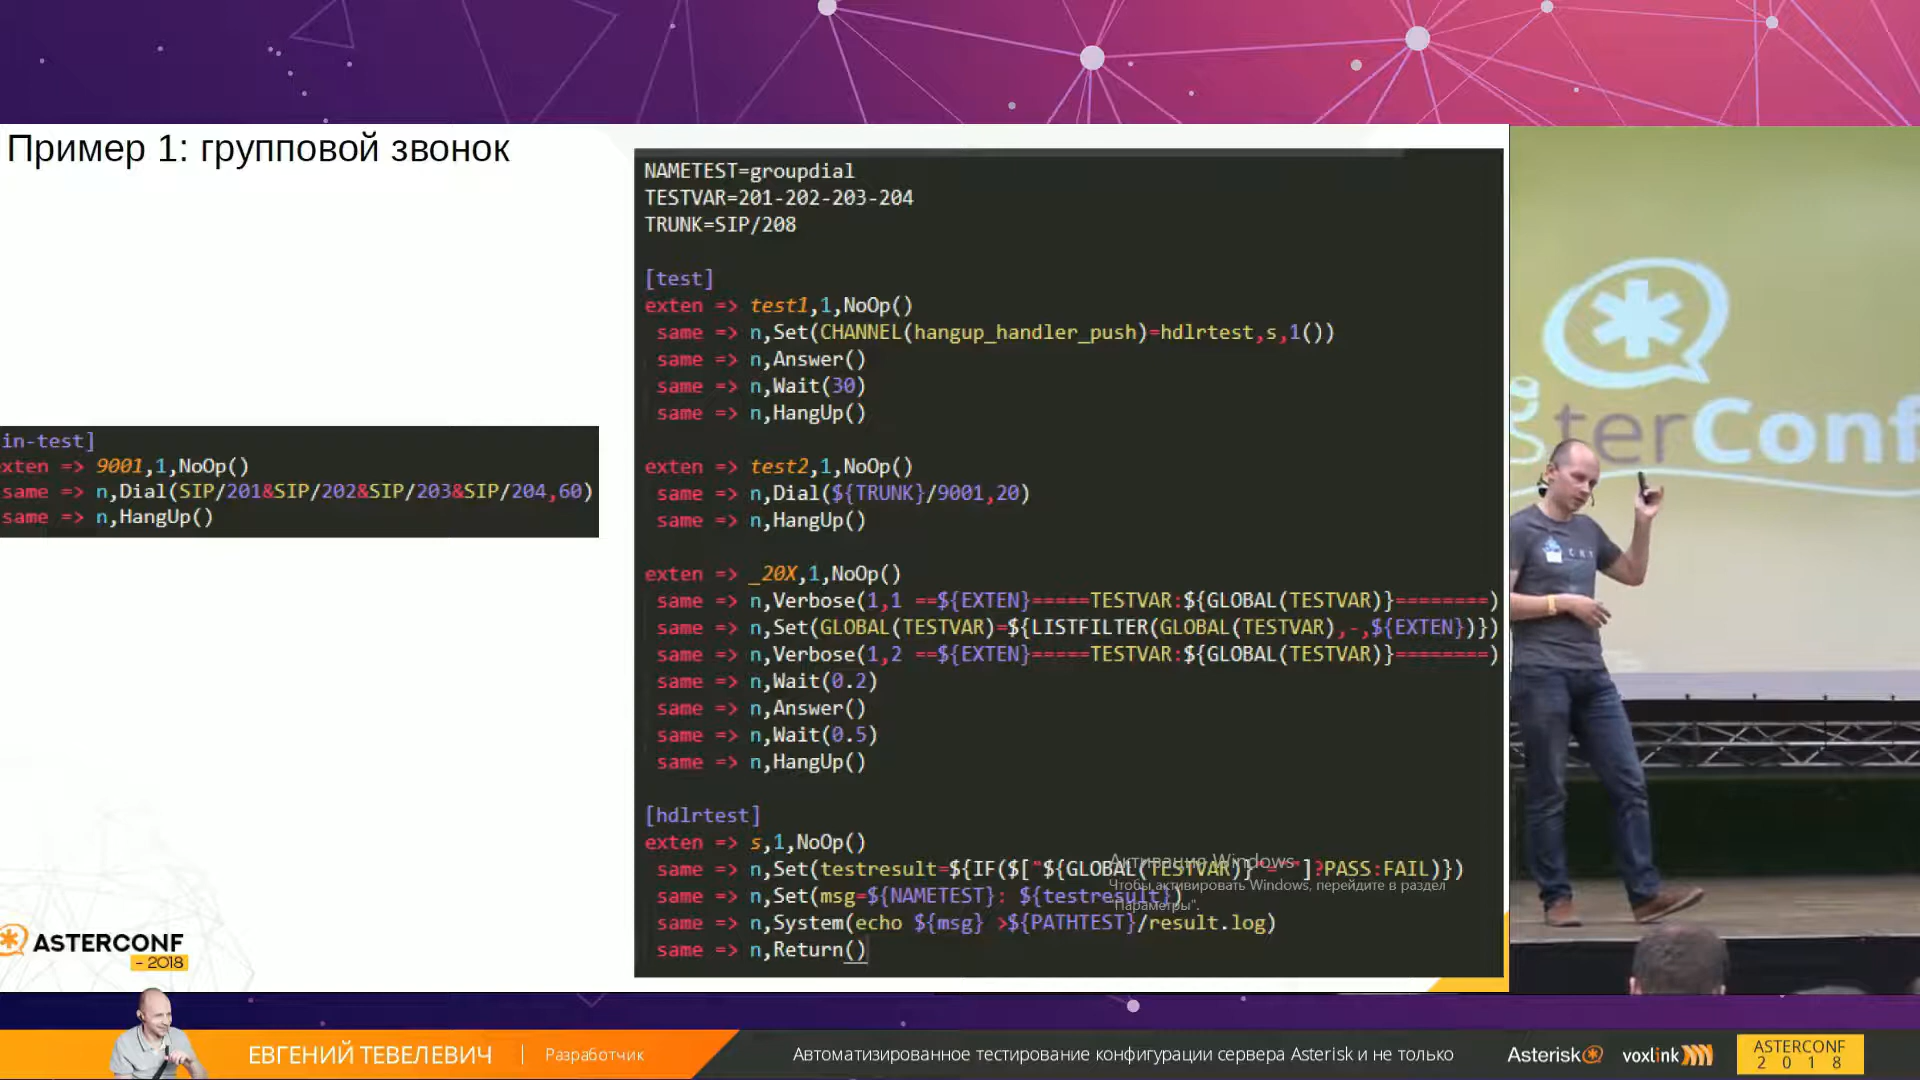 Пример 1: групповой звонок
in-test]
exten => 9001,1,NoOp()
same => n,Dial(SIP/201&SIP/202&SIP/203&SIP/204,60)
same => n,HangUp()
NAMETEST=groupdial
TESTVAR=201-202-203-204
TRUNK=SIP/208
[test]
exten => test1,1,NoOp()
same => n,Set(CHANNEL(hangup_handler_push)=hdlrtest,s,1())
same => n,Answer()
same => n,Wait(30)
same => n,HangUp()
exten => test2,1,NoOp()
same => n,Dial(${TRUNK}/9001,20)
same => n,HangUp()
exten => _20X,1,NoOp()
same => n,Verbose(1,1 ==${EXTEN}=====TESTVAR:${GLOBAL(TESTVAR)}========)
same => n,Set(GLOBAL(TESTVAR)=${LISTFILTER(GLOBAL(TESTVAR),-,${EXTEN})})
same => n,Verbose(1,2 ==${EXTEN}=====TESTVAR:${GLOBAL(TESTVAR)}========)
same => n,Wait(0.2)
same => n,Answer()
same => n,Wait(0.5)
same => n,HangUp()
[hdlrtest]
exten => s,1,NoOp()
same => n,Set(testresult=${IF($["${GLOBAL(TESTVAR)}"=""]?PASS:FAIL)})
same => n,Set(msg=${NAMETEST}: ${testresult})
same => n,System(echo ${msg} >${PATHTEST}/result.log)
same => n,Return()
Активация Windows
Чтобы активировать Windows, перейдите в раздел
"Параметры".
ASTERCONF
- 2018
terConf
ЕВГЕНИЙ ТЕВЕЛЕВИЧ | Разработчик
Автоматизированное тестирование конфигурации сервера Asterisk и не только
Asterisk
voxlink
ASTERCONF
2018